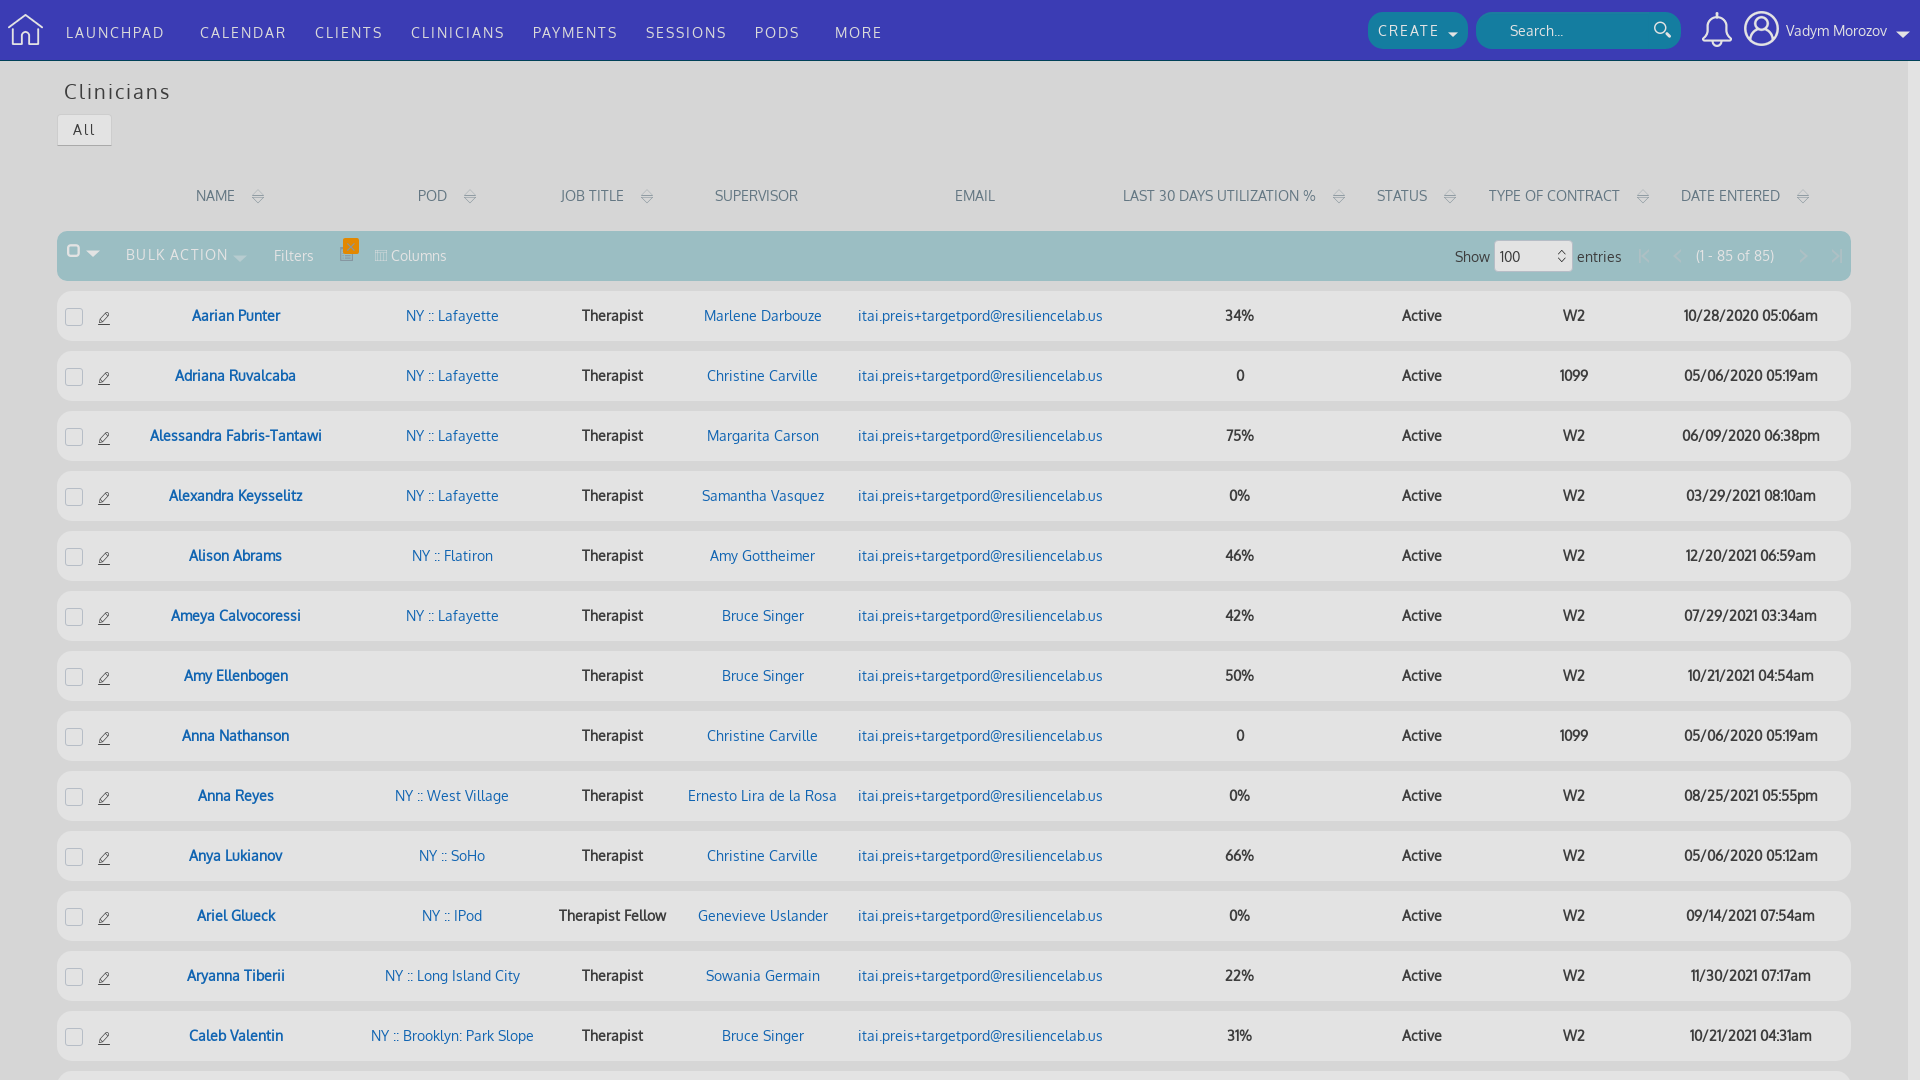 LAUNCHPAD CALENDAR CLIENTS CLINICIANS PAYMENTS SESSIONS PODS MORE CREATE Search... Vadym Morozov
Clinicians
All
NAME POD JOB TITLE SUPERVISOR EMAIL LAST 30 DAYS UTILIZATION % STATUS TYPE OF CONTRACT DATE ENTERED
BULK ACTION Filters Columns Show 100 entries (1 - 85 of 85)
Aarian Punter NY :: Lafayette Therapist Marlene Darbouze itai.preis+targetpord@resiliencelab.us 34% Active W2 10/28/2020 05:06am
Adriana Ruvalcaba NY :: Lafayette Therapist Christine Carville itai.preis+targetpord@resiliencelab.us 0 Active 1099 05/06/2020 05:19am
Alessandra Fabris-Tantawi NY :: Lafayette Therapist Margarita Carson itai.preis+targetpord@resiliencelab.us 75% Active W2 06/09/2020 06:38pm
Alexandra Keysselitz NY :: Lafayette Therapist Samantha Vasquez itai.preis+targetpord@resiliencelab.us 0% Active W2 03/29/2021 08:10am
Alison Abrams NY :: Flatiron Therapist Amy Gottheimer itai.preis+targetpord@resiliencelab.us 46% Active W2 12/20/2021 06:59am
Ameya Calvocoressi NY :: Lafayette Therapist Bruce Singer itai.preis+targetpord@resiliencelab.us 42% Active W2 07/29/2021 03:34am
Amy Ellenbogen Therapist Bruce Singer itai.preis+targetpord@resiliencelab.us 50% Active W2 10/21/2021 04:54am
Anna Nathanson Therapist Christine Carville itai.preis+targetpord@resiliencelab.us 0 Active 1099 05/06/2020 05:19am
Anna Reyes NY :: West Village Therapist Ernesto Lira de la Rosa itai.preis+targetpord@resiliencelab.us 0% Active W2 08/25/2021 05:55pm
Anya Lukianov NY :: SoHo Therapist Christine Carville itai.preis+targetpord@resiliencelab.us 66% Active W2 05/06/2020 05:12am
Ariel Glueck NY :: IPod Therapist Fellow Genevieve Uslander itai.preis+targetpord@resiliencelab.us 0% Active W2 09/14/2021 07:54am
Aryanna Tiberii NY :: Long Island City Therapist Sowania Germain itai.preis+targetpord@resiliencelab.us 22% Active W2 11/30/2021 07:17am
Caleb Valentin NY :: Brooklyn: Park Slope Therapist Bruce Singer itai.preis+targetpord@resiliencelab.us 31% Active W2 10/21/2021 04:31am